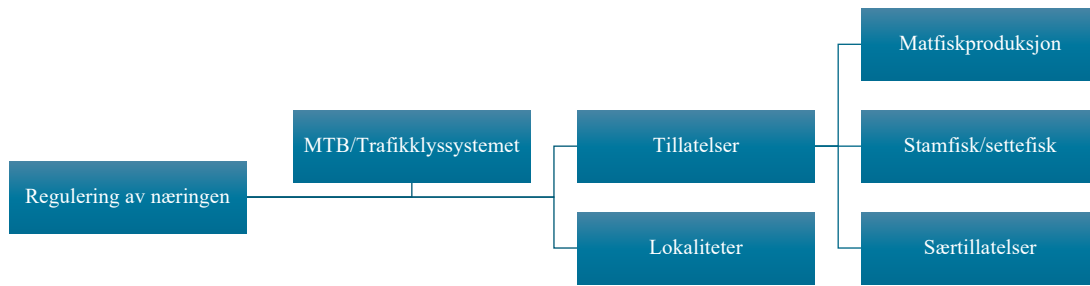 Regulering av næringen
MTB/Trafikklyssystemet
Tillatelser
Lokaliteter
Matfiskproduksjon
Stamfisk/settefisk
Særtillatelser